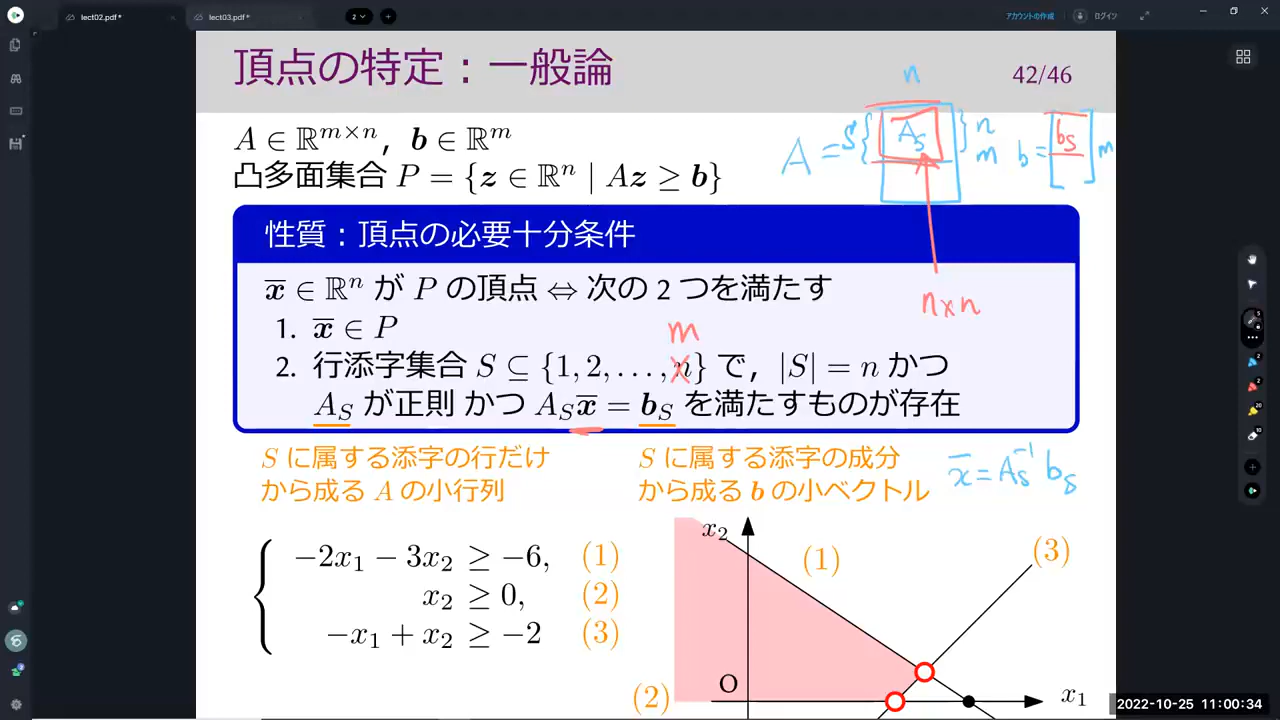 lect02.pdf*
lect03.pdf*
2
アカウントの作成
ログイン
頂点の特定：一般論
42/46
n
A = S{ A_S } n m
b = [b_S] m
n×n
A ∈ ℝ^{m×n}，b ∈ ℝ^m
凸多面集合 P = {z ∈ ℝ^n | Az ≥ b}
性質：頂点の必要十分条件
x̄ ∈ ℝ^n が P の頂点 ⇔ 次の 2 つを満たす
1. x̄ ∈ P
m
2. 行添字集合 S ⊆ {1, 2, . . . , n} で，|S| = n かつ
A_S が正則 かつ A_S x̄ = b_S を満たすものが存在
S に属する添字の行だけ
から成る A の小行列
S に属する添字の成分
から成る b の小ベクトル
x̄ = A_S^{-1} b_S
−2x₁ − 3x₂ ≥ −6, (1)
x₂ ≥ 0, (2)
−x₁ + x₂ ≥ −2 (3)
x₂
(1)
(3)
(2)
O
x₁
2022-10-25 11:00:34